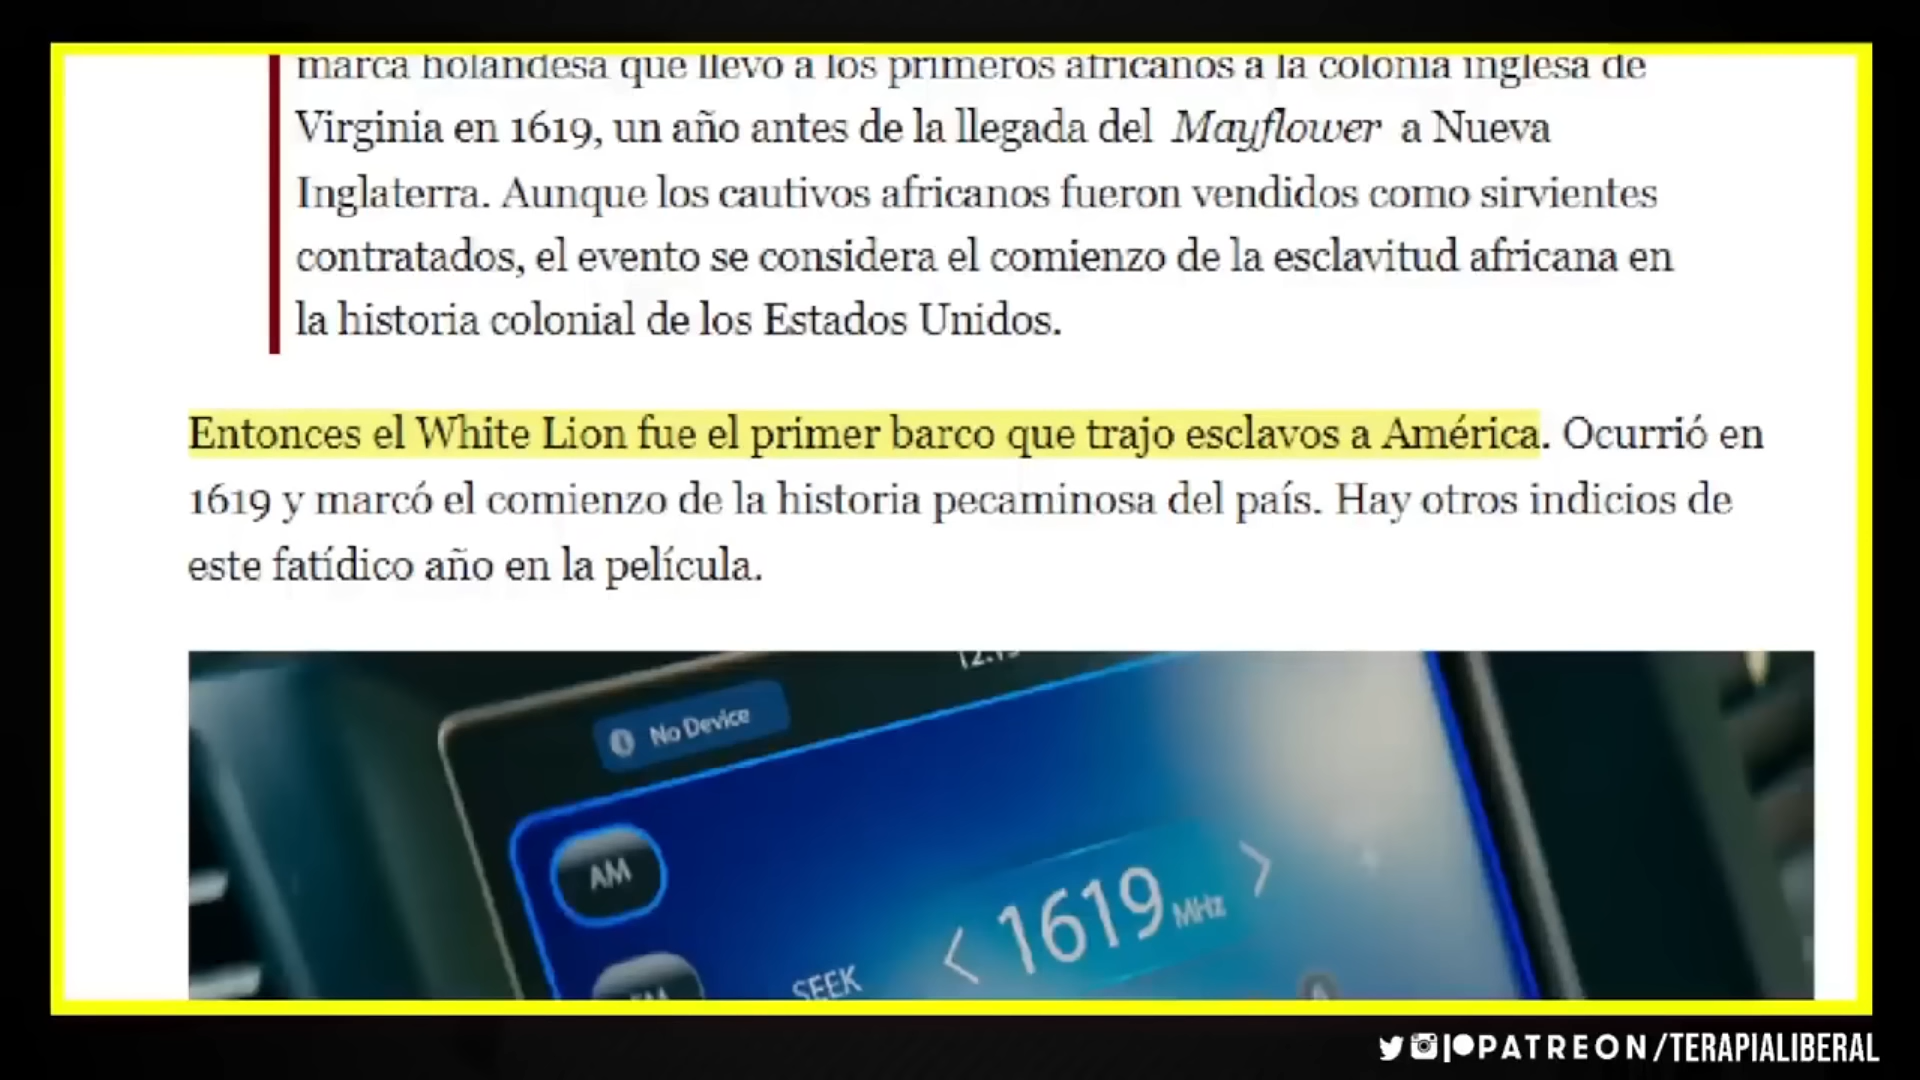 marca holandesa que llevó a los primeros africanos a la colonia inglesa de
Virginia en 1619, un año antes de la llegada del Mayflower a Nueva
Inglaterra. Aunque los cautivos africanos fueron vendidos como sirvientes
contratados, el evento se considera el comienzo de la esclavitud africana en
la historia colonial de los Estados Unidos.
Entonces el White Lion fue el primer barco que trajo esclavos a América. Ocurrió en
1619 y marcó el comienzo de la historia pecaminosa del país. Hay otros indicios de
este fatídico año en la película.
No Device
AM
< 1619 MHz >
SEEK
PATREON/TERAPIALIBERAL